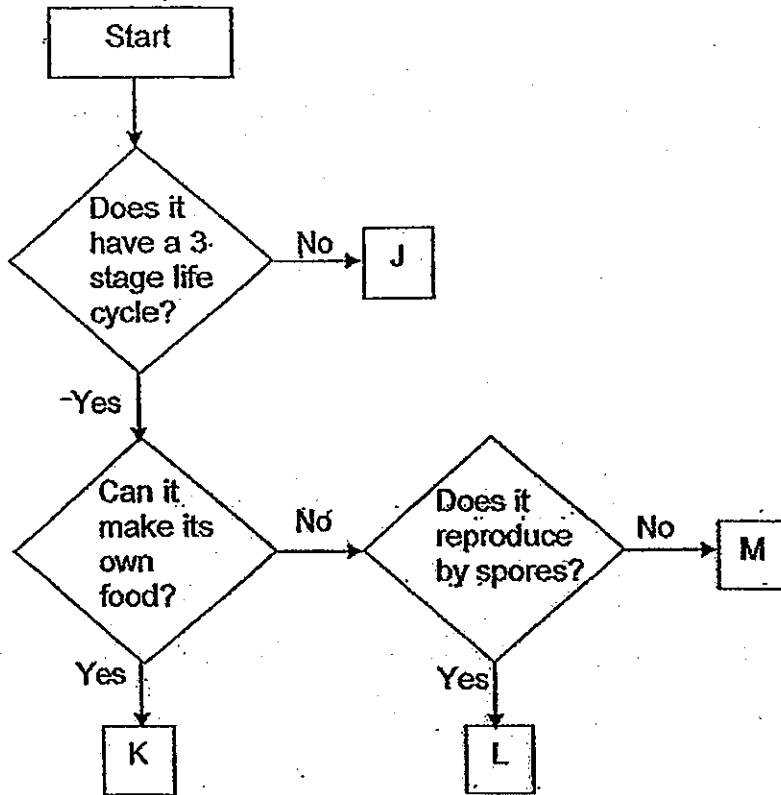 Start
Does it
have a 3-
stage life
cycle?
No
J
Yes
Can it
make its
own
food?
No
Does it
reproduce
by spores?
No
M
Yes
K
Yes
L